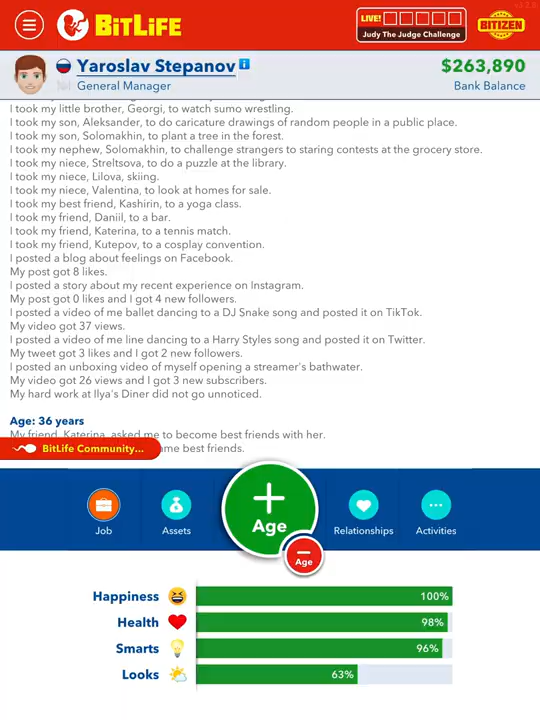 v3.2.9
BITLIFE
LIVE!
Judy The Judge Challenge
BITIZEN
Yaroslav Stepanov i
General Manager
$263,890
Bank Balance
I took my little brother, Georgi, to watch sumo wrestling.
I took my son, Aleksander, to do caricature drawings of random people in a public place.
I took my son, Solomakhin, to plant a tree in the forest.
I took my nephew, Solomakhin, to challenge strangers to staring contests at the grocery store.
I took my niece, Streltsova, to do a puzzle at the library.
I took my niece, Lilova, skiing.
I took my niece, Valentina, to look at homes for sale.
I took my best friend, Kashirin, to a yoga class.
I took my friend, Daniil, to a bar.
I took my friend, Katerina, to a tennis match.
I took my friend, Kutepov, to a cosplay convention.
I posted a blog about feelings on Facebook.
My post got 8 likes.
I posted a story about my recent experience on Instagram.
My post got 0 likes and I got 4 new followers.
I posted a video of me ballet dancing to a DJ Snake song and posted it on TikTok.
My video got 37 views.
I posted a video of me line dancing to a Harry Styles song and posted it on Twitter.
My tweet got 3 likes and I got 2 new followers.
I posted an unboxing video of myself opening a streamer's bathwater.
My video got 26 views and I got 3 new subscribers.
My hard work at Ilya's Diner did not go unnoticed.
Age: 36 years
My friend, Katerina, asked me to become best friends with her.
BitLife Community... me best friends.
Job
Assets
Age
Relationships
Activities
Age
Happiness 100%
Health 98%
Smarts 96%
Looks 63%